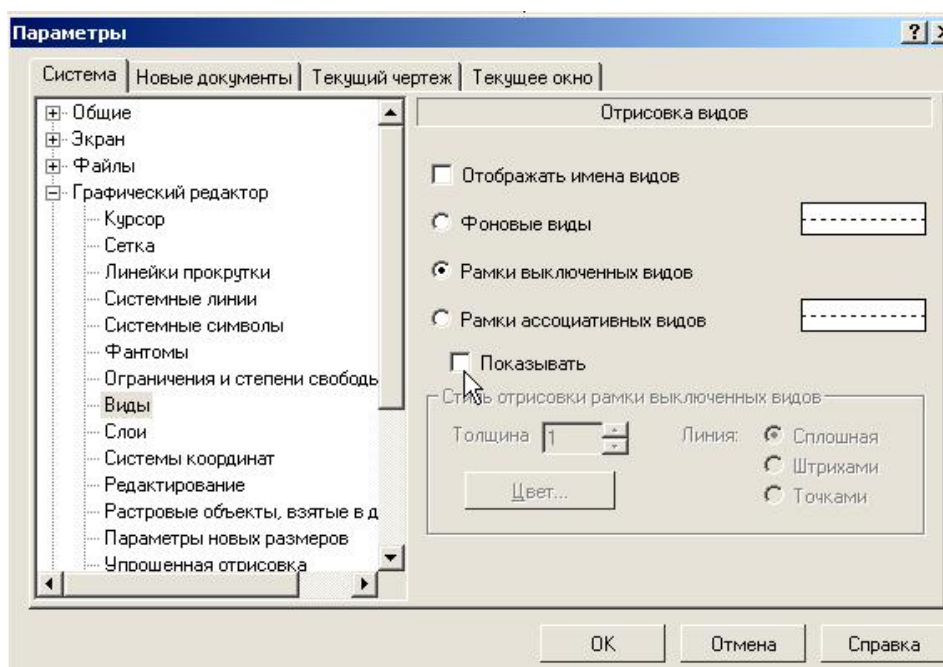 Параметры
Система Новые документы Текущий чертеж Текущее окно
Общие
Экран
Файлы
Графический редактор
Курсор
Сетка
Линейки прокрутки
Системные линии
Системные символы
Фантомы
Ограничения и степени свободь
Виды
Слои
Системы координат
Редактирование
Растровые объекты, взятые в д
Параметры новых размеров
Упрощенная отрисовка
Отрисовка видов
Отображать имена видов
Фоновые виды
Рамки выключенных видов
Рамки ассоциативных видов
Показывать
Стиль отрисовки рамки выключенных видов
Толщина 1
Линия: Сплошная
Штрихами
Точками
Цвет...
OK Отмена Справка